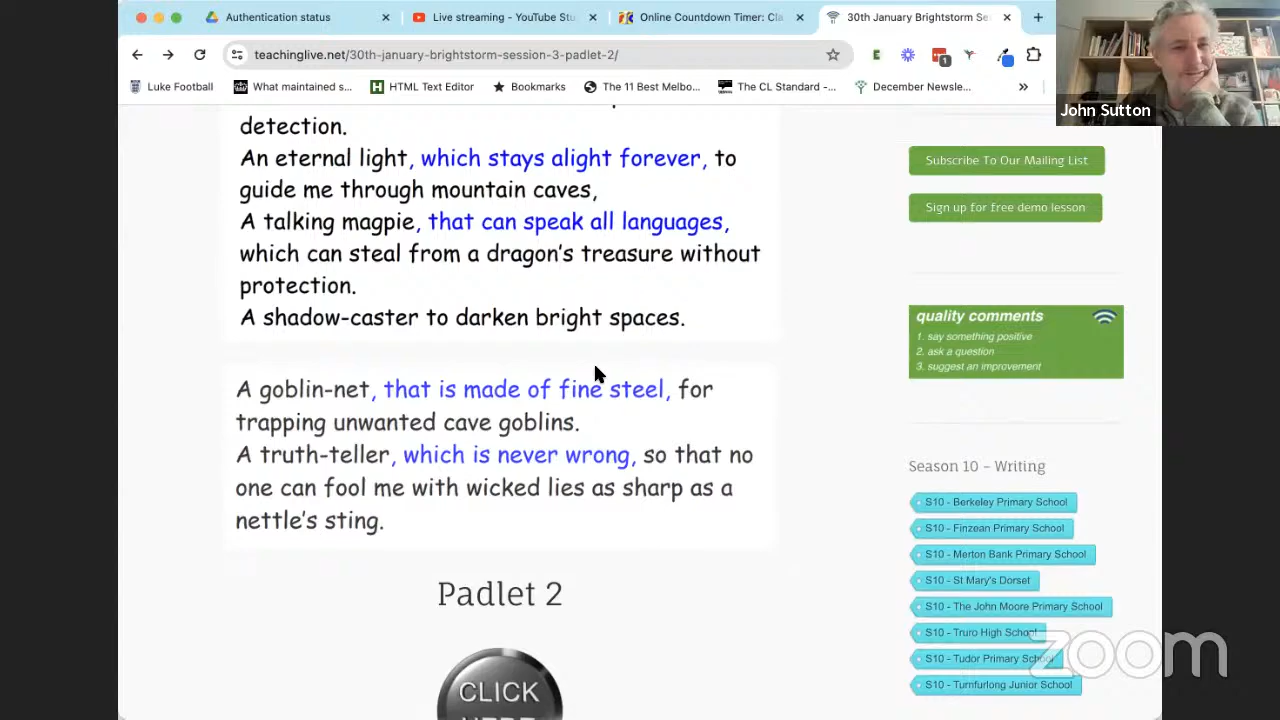 Authentication status
Live streaming - YouTube Stu
Online Countdown Timer: Cla
30th January Brightstorm Se
teachinglive.net/30th-january-brightstorm-session-3-padlet-2/
Luke Football
What maintained s...
HTML Text Editor
Bookmarks
The 11 Best Melbo...
The CL Standard -...
December Newsle...
John Sutton
detection.
An eternal light, which stays alight forever, to
guide me through mountain caves,
A talking magpie, that can speak all languages,
which can steal from a dragon's treasure without
protection.
A shadow-caster to darken bright spaces.
A goblin-net, that is made of fine steel, for
trapping unwanted cave goblins.
A truth-teller, which is never wrong, so that no
one can fool me with wicked lies as sharp as a
nettle's sting.
Padlet 2
CLICK
HERE
Subscribe To Our Mailing List
Sign up for free demo lesson
quality comments
1. say something positive
2. ask a question
3. suggest an improvement
Season 10 – Writing
S10 - Berkeley Primary School
S10 - Finzean Primary School
S10 - Merton Bank Primary School
S10 - St Mary's Dorset
S10 - The John Moore Primary School
S10 - Truro High School
S10 - Tudor Primary School
S10 - Turnfurlong Junior School
zoom